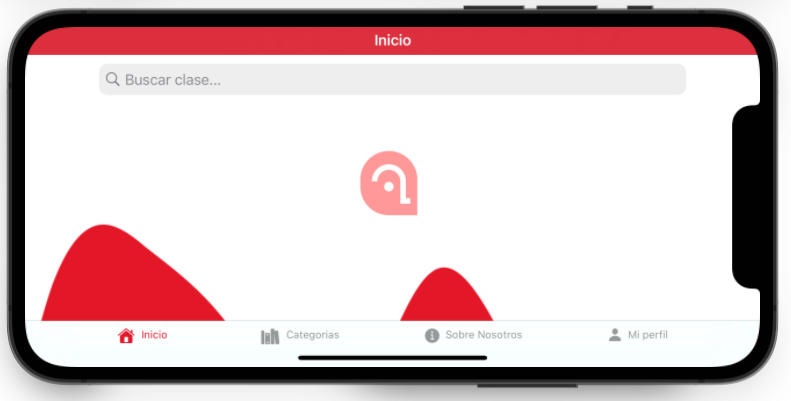 Inicio
Buscar clase...
Inicio
Categorias
Sobre Nosotros
Mi perfil